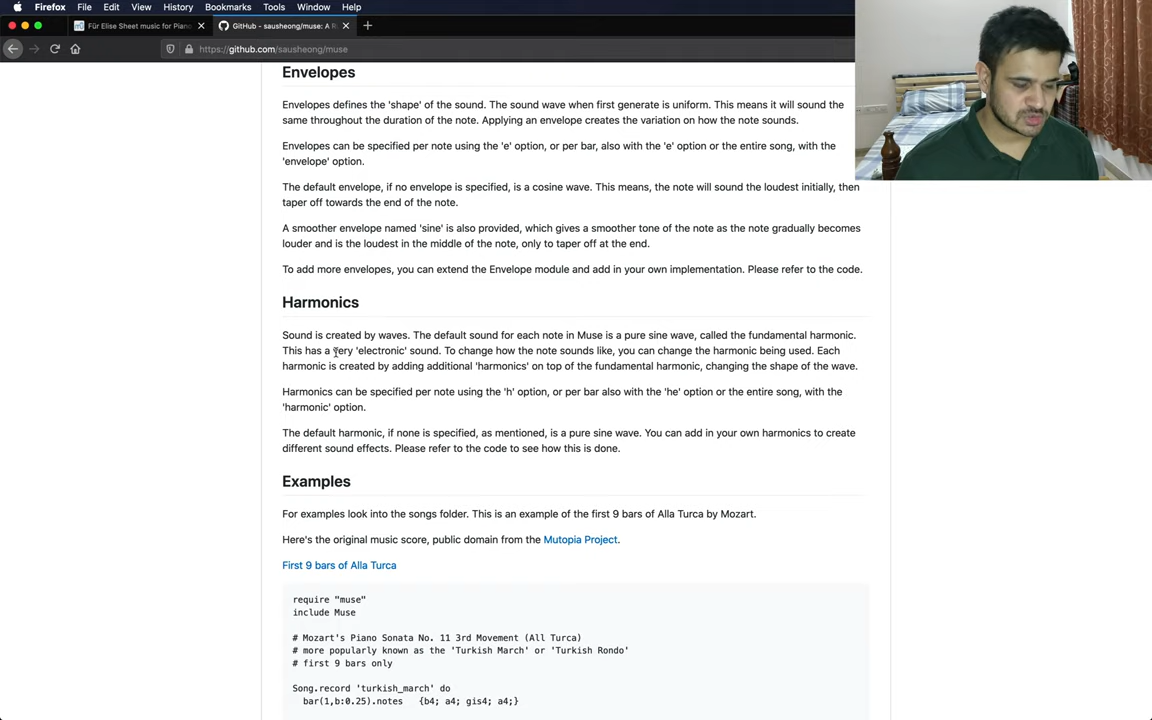 Firefox File Edit View History Bookmarks Tools Window Help
Für Elise Sheet music for Piano
GitHub - sausheong/muse: A R
https://github.com/sausheong/muse
Envelopes
Envelopes defines the 'shape' of the sound. The sound wave when first generate is uniform. This means it will sound the
same throughout the duration of the note. Applying an envelope creates the variation on how the note sounds.
Envelopes can be specified per note using the 'e' option, or per bar, also with the 'e' option or the entire song, with the
'envelope' option.
The default envelope, if no envelope is specified, is a cosine wave. This means, the note will sound the loudest initially, then
taper off towards the end of the note.
A smoother envelope named 'sine' is also provided, which gives a smoother tone of the note as the note gradually becomes
louder and is the loudest in the middle of the note, only to taper off at the end.
To add more envelopes, you can extend the Envelope module and add in your own implementation. Please refer to the code.
Harmonics
Sound is created by waves. The default sound for each note in Muse is a pure sine wave, called the fundamental harmonic.
This has a very 'electronic' sound. To change how the note sounds like, you can change the harmonic being used. Each
harmonic is created by adding additional 'harmonics' on top of the fundamental harmonic, changing the shape of the wave.
Harmonics can be specified per note using the 'h' option, or per bar also with the 'he' option or the entire song, with the
'harmonic' option.
The default harmonic, if none is specified, as mentioned, is a pure sine wave. You can add in your own harmonics to create
different sound effects. Please refer to the code to see how this is done.
Examples
For examples look into the songs folder. This is an example of the first 9 bars of Alla Turca by Mozart.
Here's the original music score, public domain from the Mutopia Project.
First 9 bars of Alla Turca
require "muse"
include Muse
# Mozart's Piano Sonata No. 11 3rd Movement (All Turca)
# more popularly known as the 'Turkish March' or 'Turkish Rondo'
# first 9 bars only
Song.record 'turkish_march' do
bar(1,b:0.25).notes {b4; a4; gis4; a4;}